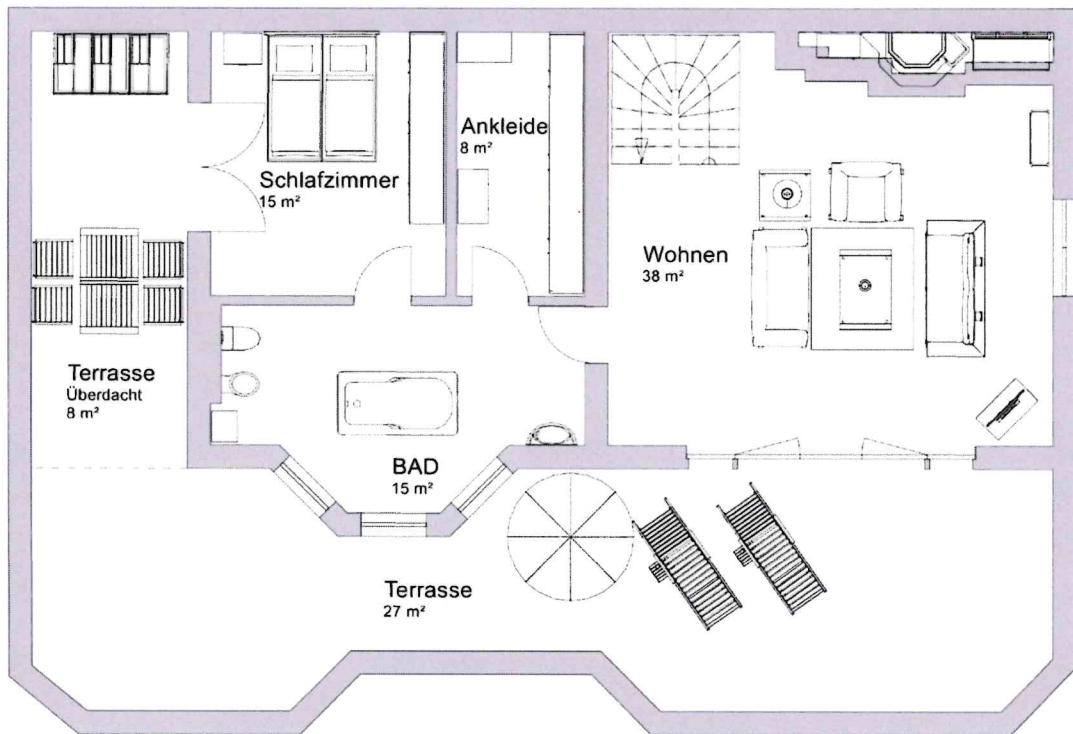 Ankleide
8 m²
Schlafzimmer
15 m²
Wohnen
38 m²
Terrasse
Überdacht
8 m²
BAD
15 m²
Terrasse
27 m²